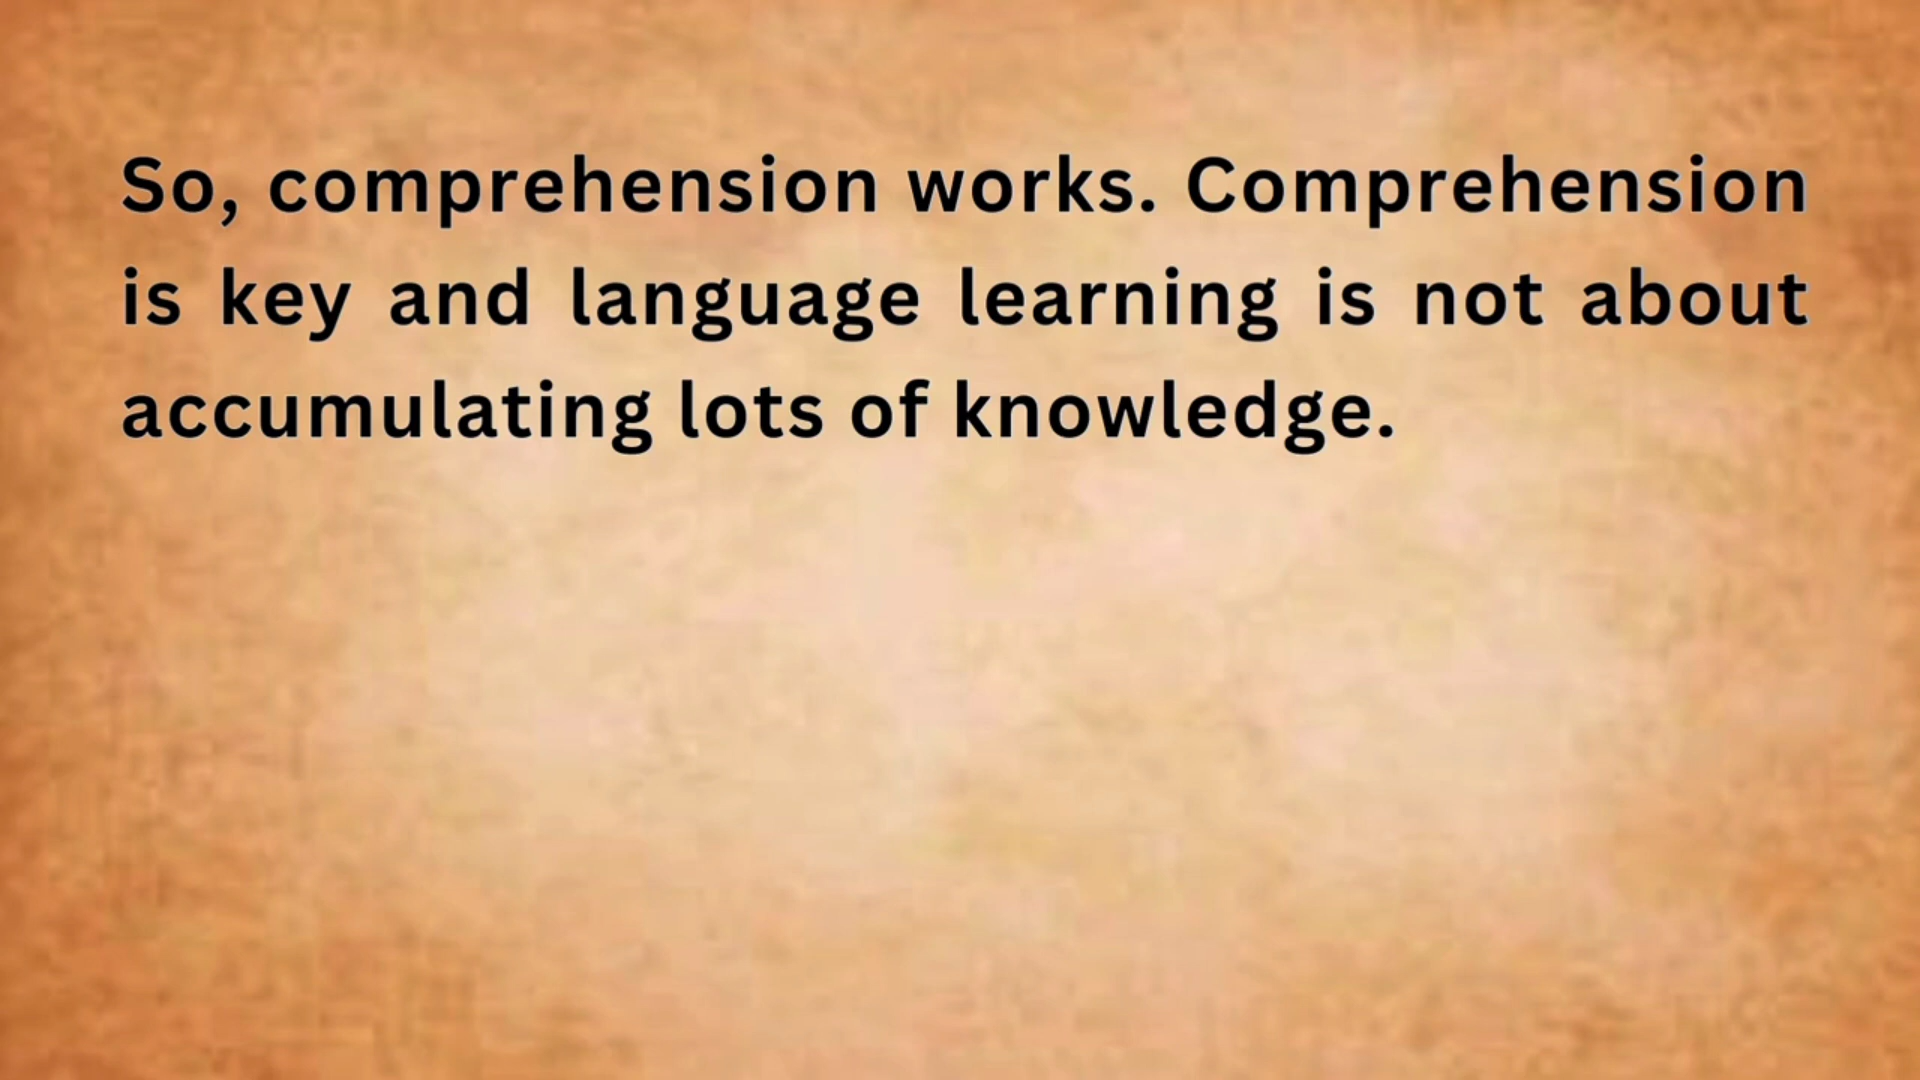 So, comprehension works. Comprehension
is key and language learning is not about
accumulating lots of knowledge.